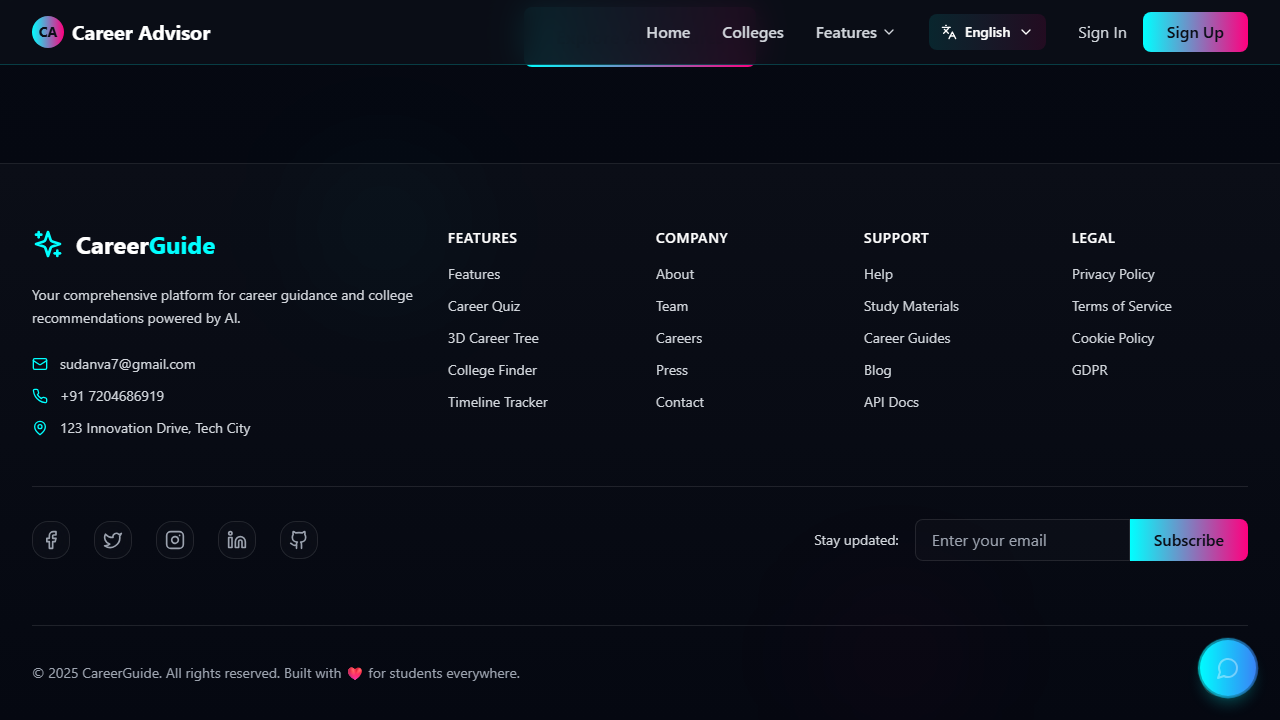 CA Career Advisor
Home Colleges Features English Sign In Sign Up
CareerGuide
Your comprehensive platform for career guidance and college
recommendations powered by AI.
sudanva7@gmail.com
+91 7204686919
123 Innovation Drive, Tech City
FEATURES
Features
Career Quiz
3D Career Tree
College Finder
Timeline Tracker
COMPANY
About
Team
Careers
Press
Contact
SUPPORT
Help
Study Materials
Career Guides
Blog
API Docs
LEGAL
Privacy Policy
Terms of Service
Cookie Policy
GDPR
Stay updated: Enter your email Subscribe
© 2025 CareerGuide. All rights reserved. Built with ❤️ for students everywhere.